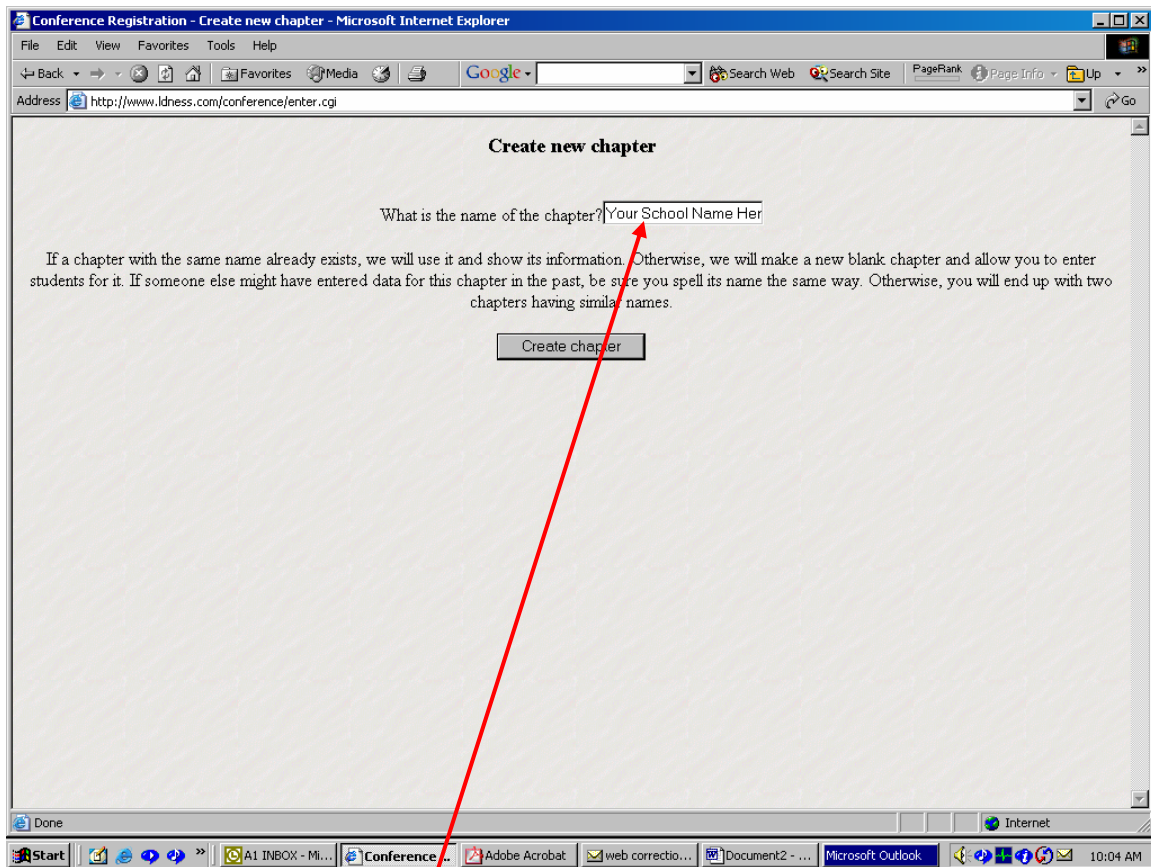 Conference Registration - Create new chapter - Microsoft Internet Explorer
File Edit View Favorites Tools Help
Back Favorites Media Google Search Web Search Site PageRank Page Info Up »
Address http://www.ldness.com/conference/enter.cgi Go
Create new chapter
What is the name of the chapter? Your School Name Her
If a chapter with the same name already exists, we will use it and show its information. Otherwise, we will make a new blank chapter and allow you to enter
students for it. If someone else might have entered data for this chapter in the past, be sure you spell its name the same way. Otherwise, you will end up with two
chapters having similar names.
Create chapter
Done Internet
Start » A1 INBOX - Mi... Conference ... Adobe Acrobat web correctio... Document2 - ... Microsoft Outlook 10:04 AM